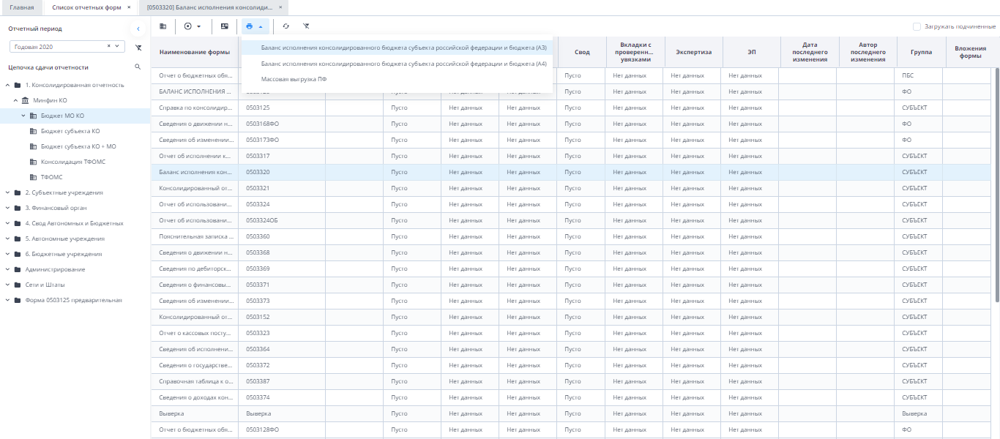 Главная
Список отчетных форм ×
[0503320] Баланс исполнения консолиди... ×
Отчетный период
Годовая 2020
Цепочка сдачи отчетности
1. Консолидированная отчетность
Минфин КО
Бюджет МО КО
Бюджет субъекта КО
Бюджет субъекта КО + МО
Консолидация ТФОМС
ТФОМС
2. Субъектные учреждения
3. Финансовый орган
4. Свод Автономных и Бюджетных
5. Автономные учреждения
6. Бюджетные учреждения
Администрирование
Сети и Штаты
Форма 0503125 предварительная
Загружать подчиненные
Баланс исполнения консолидированного бюджета субъекта российской федерации и бюджета (А3)
Баланс исполнения консолидированного бюджета субъекта российской федерации и бюджета (А4)
Массовая выгрузка ПФ
Наименование формы
Свод
Вкладки с
проверенн...
увязками
Экспертиза
ЭП
Дата
последнего
изменения
Автор
последнего
изменения
Группа
Вложения
формы
Отчет о бюджетных обя... Пусто Нет данных Нет данных Нет данных ПБС
БАЛАНС ИСПОЛНЕНИЯ ... Пусто Нет данных Нет данных Пусто Нет данных Нет данных Нет данных ФО
Справка по консолидир... 0503125 Пусто Нет данных Нет данных Пусто Нет данных Нет данных Нет данных СУБЪЕКТ
Сведения о движении н... 0503168ФО Пусто Нет данных Нет данных Пусто Нет данных Нет данных Нет данных ФО
Сведения об изменении... 0503173ФО Пусто Нет данных Нет данных Пусто Нет данных Нет данных Нет данных ФО
Отчет об исполнении к... 0503317 Пусто Нет данных Нет данных Пусто Нет данных Нет данных Нет данных СУБЪЕКТ
Баланс исполнения кон... 0503320 Пусто Нет данных Нет данных Пусто Нет данных Нет данных Нет данных СУБЪЕКТ
Консолидированный от... 0503321 Пусто Нет данных Нет данных Пусто Нет данных Нет данных Нет данных СУБЪЕКТ
Отчет об использовани... 0503324 Пусто Нет данных Нет данных Пусто Нет данных Нет данных Нет данных СУБЪЕКТ
Отчет об использовани... 0503324ОБ Пусто Нет данных Нет данных Пусто Нет данных Нет данных Нет данных СУБЪЕКТ
Пояснительная записка ... 0503360 Пусто Нет данных Нет данных Пусто Нет данных Нет данных Нет данных СУБЪЕКТ
Сведения о движении н... 0503368 Пусто Нет данных Нет данных Пусто Нет данных Нет данных Нет данных СУБЪЕКТ
Сведения по дебиторск... 0503369 Пусто Нет данных Нет данных Пусто Нет данных Нет данных Нет данных СУБЪЕКТ
Сведения о финансовы... 0503371 Пусто Нет данных Нет данных Пусто Нет данных Нет данных Нет данных СУБЪЕКТ
Сведения об изменении... 0503373 Пусто Нет данных Нет данных Пусто Нет данных Нет данных Нет данных СУБЪЕКТ
Консолидированный от... 0503152 Пусто Нет данных Нет данных Пусто Нет данных Нет данных Нет данных СУБЪЕКТ
Отчет о кассовых посту... 0503323 Пусто Нет данных Нет данных Пусто Нет данных Нет данных Нет данных СУБЪЕКТ
Сведения об исполнени... 0503364 Пусто Нет данных Нет данных Пусто Нет данных Нет данных Нет данных СУБЪЕКТ
Сведения о государстве... 0503372 Пусто Нет данных Нет данных Пусто Нет данных Нет данных Нет данных СУБЪЕКТ
Справочная таблица к о... 0503387 Пусто Нет данных Нет данных Пусто Нет данных Нет данных Нет данных СУБЪЕКТ
Сведения о доходах кон... 0503374 Пусто Нет данных Нет данных Пусто Нет данных Нет данных Нет данных СУБЪЕКТ
Выверка Выверка Пусто Нет данных Нет данных Пусто Нет данных Нет данных Нет данных Выверка
Отчет о бюджетных обя... 0503128ФО Пусто Нет данных Нет данных Пусто Нет данных Нет данных Нет данных ФО